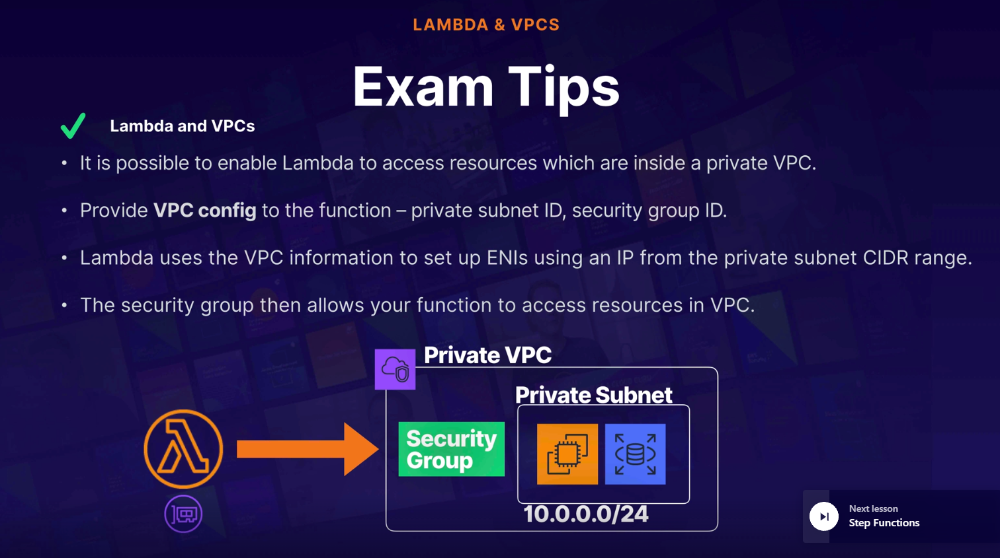 LAMBDA & VPCS
Exam Tips
Lambda and VPCs
• It is possible to enable Lambda to access resources which are inside a private VPC.
• Provide VPC config to the function – private subnet ID, security group ID.
• Lambda uses the VPC information to set up ENIs using an IP from the private subnet CIDR range.
• The security group then allows your function to access resources in VPC.
Private VPC
Private Subnet
Security
Group
10.0.0.0/24
Next lesson
Step Functions